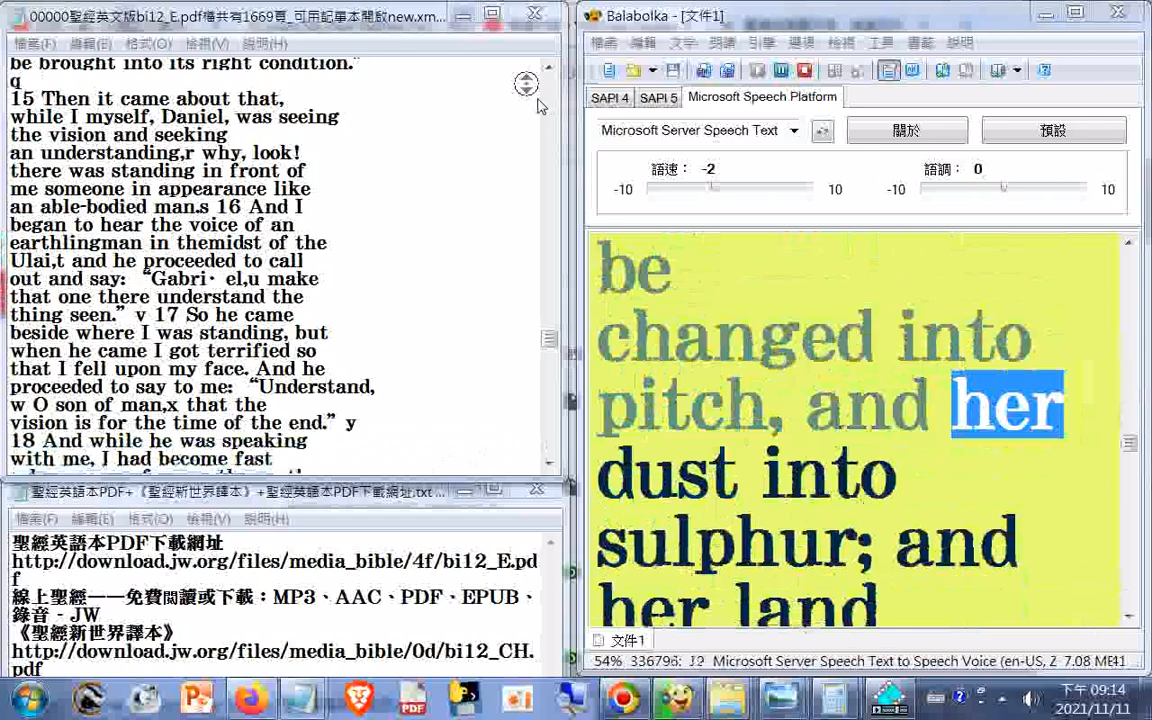 00000聖經英文版bi12_E.pdf檔共有1669頁_可用記事本開啟new.xm...
檔案(F) 編輯(E) 格式(O) 檢視(V) 說明(H)
be brought into its right condition.”
q
15 Then it came about that,
while I myself, Daniel, was seeing
the vision and seeking
an understanding,r why, look!
there was standing in front of
me someone in appearance like
an able-bodied man.s 16 And I
began to hear the voice of an
earthlingman in themidst of the
Ulai,t and he proceeded to call
out and say: “Gabri· el,u make
that one there understand the
thing seen.” v 17 So he came
beside where I was standing, but
when he came I got terrified so
that I fell upon my face. And he
proceeded to say to me: “Understand,
w O son of man,x that the
vision is for the time of the end.” y
18 And while he was speaking
with me, I had become fast
聖經英語本PDF+《聖經新世界譯本》+聖經英語本PDF下載網址.txt ...
檔案(F) 編輯(E) 格式(O) 檢視(V) 說明(H)
聖經英語本PDF下載網址
http://download.jw.org/files/media_bible/4f/bi12_E.pd
f
線上聖經——免費閱讀或下載：MP3、AAC、PDF、EPUB、
錄音 - JW
《聖經新世界譯本》
http://download.jw.org/files/media_bible/0d/bi12_CH.
pdf
Balabolka - [文件1]
檔案 編輯 文字 朗讀 引擎 選項 檢視 工具 書籤 說明
SAPI 4 SAPI 5 Microsoft Speech Platform
Microsoft Server Speech Text 關於 預設
語速： -2 語調： 0
-10 10 -10 10
be
changed into
pitch, and her
dust into
sulphur; and
her land
文件1
54% 336796: J2 Microsoft Server Speech Text to Speech Voice (en-US, Z 7.08 ME41
PDF
下午 09:14
2021/11/11